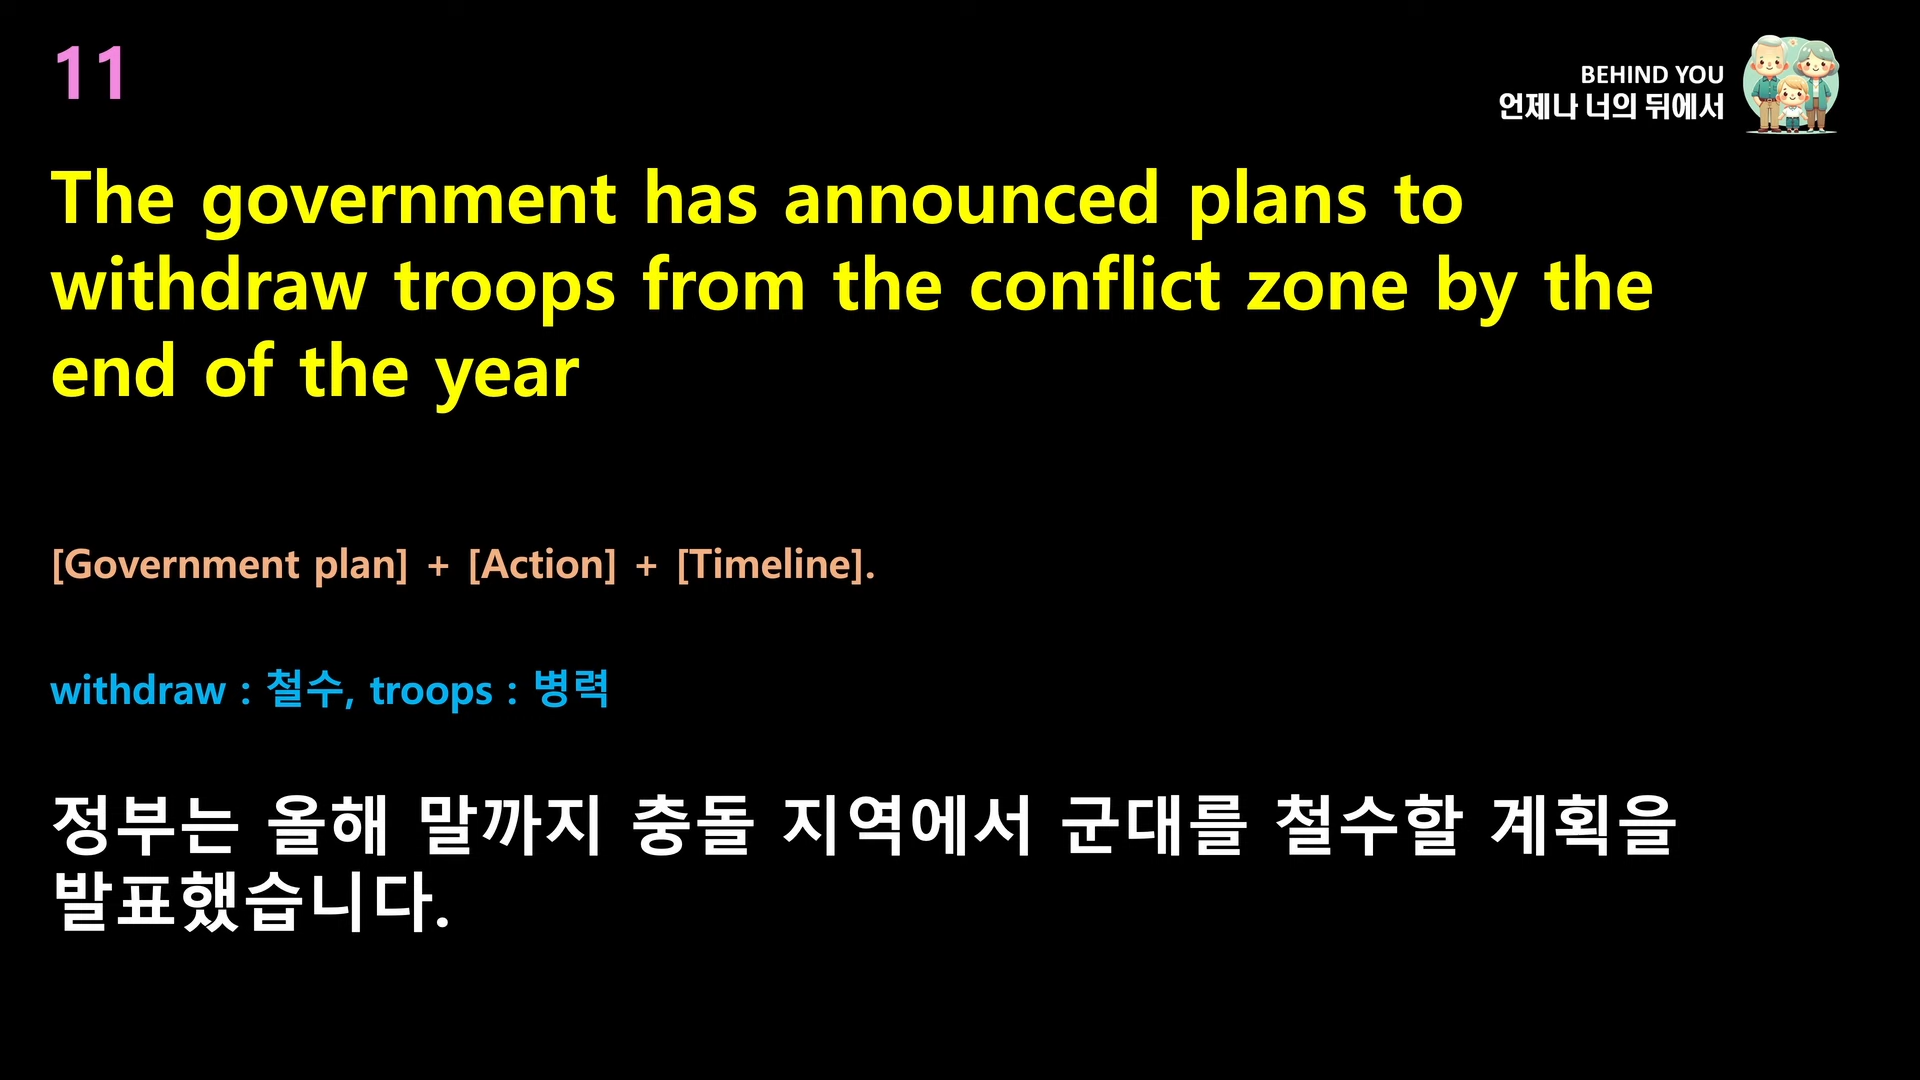 11
BEHIND YOU
언제나 너의 뒤에서
The government has announced plans to
withdraw troops from the conflict zone by the
end of the year
[Government plan] + [Action] + [Timeline].
withdraw : 철수, troops : 병력
정부는 올해 말까지 충돌 지역에서 군대를 철수할 계획을
발표했습니다.